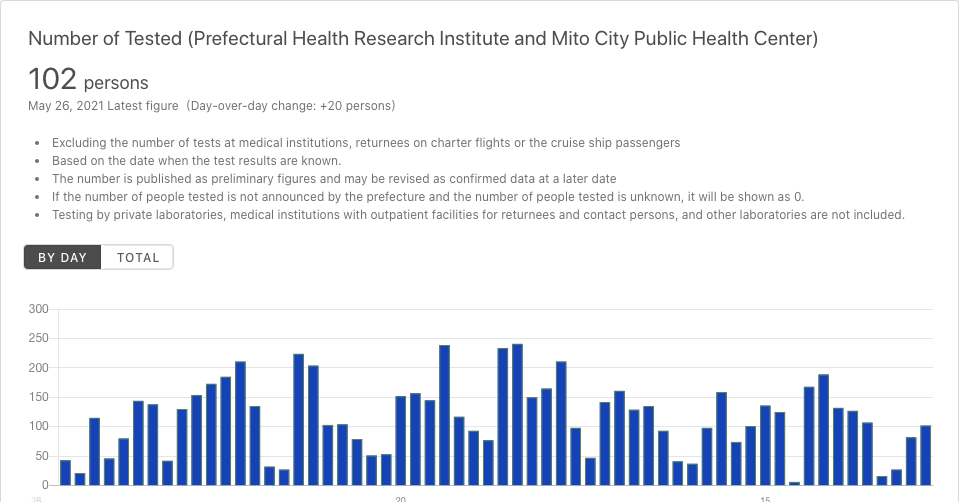 Number of Tested (Prefectural Health Research Institute and Mito City Public Health Center)
102 persons
May 26, 2021 Latest figure (Day-over-day change: +20 persons)
• Excluding the number of tests at medical institutions, returnees on charter flights or the cruise ship passengers
• Based on the date when the test results are known.
• The number is published as preliminary figures and may be revised as confirmed data at a later date
• If the number of people tested is not announced by the prefecture and the number of people tested is unknown, it will be shown as 0.
• Testing by private laboratories, medical institutions with outpatient facilities for returnees and contact persons, and other laboratories are not included.
BY DAY TOTAL
300
250
200
150
100
50
0
20 15